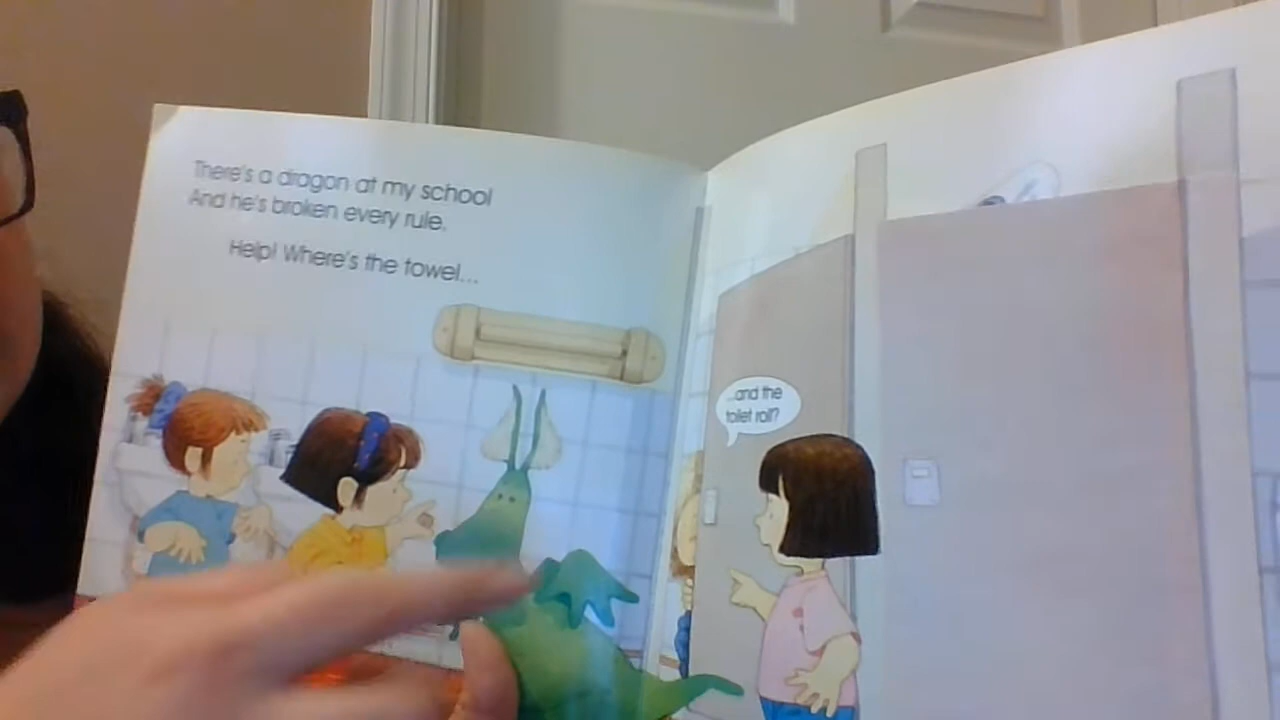 There's a dragon at my school
And he's broken every rule.
Help! Where's the towel...
...and the
toilet roll?